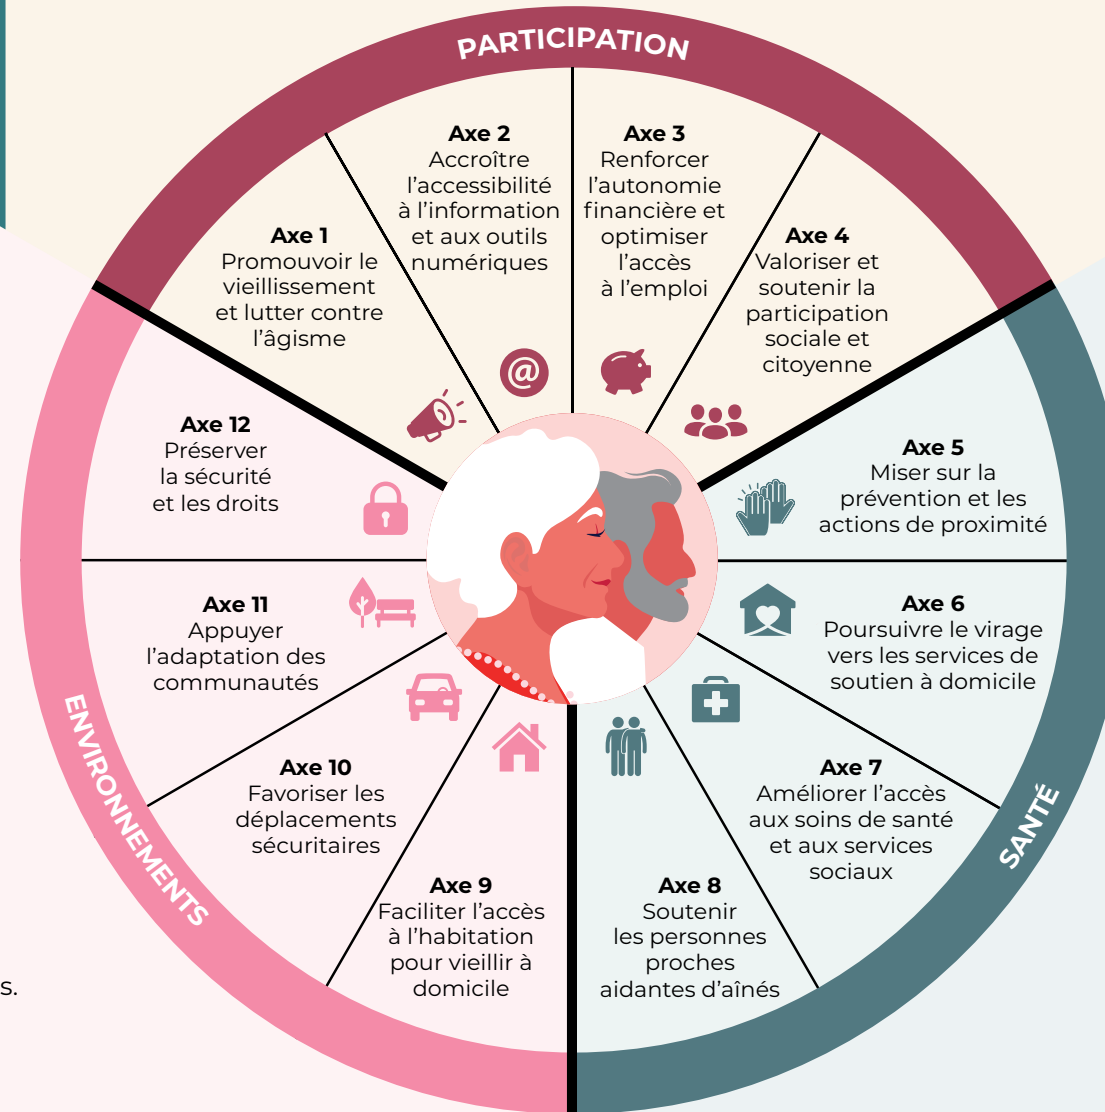 PARTICIPATION
Axe 1
Promouvoir le
vieillissement
et lutter contre
l'âgisme
Axe 2
Accroître
l'accessibilité
à l'information
et aux outils
numériques
@
Axe 3
Renforcer
l'autonomie
financière et
optimiser
l'accès
à l'emploi
Axe 4
Valoriser et
soutenir la
participation
sociale et
citoyenne
SANTÉ
Axe 5
Miser sur la
prévention et les
actions de proximité
Axe 6
Poursuivre le virage
vers les services de
soutien à domicile
Axe 7
Améliorer l'accès
aux soins de santé
et aux services
sociaux
Axe 8
Soutenir
les personnes
proches
aidantes d'aînés
ENVIRONNEMENTS
Axe 9
Faciliter l'accès
à l'habitation
pour vieillir à
domicile
Axe 10
Favoriser les
déplacements
sécuritaires
Axe 11
Appuyer
l'adaptation des
communautés
Axe 12
Préserver
la sécurité
et les droits
s.